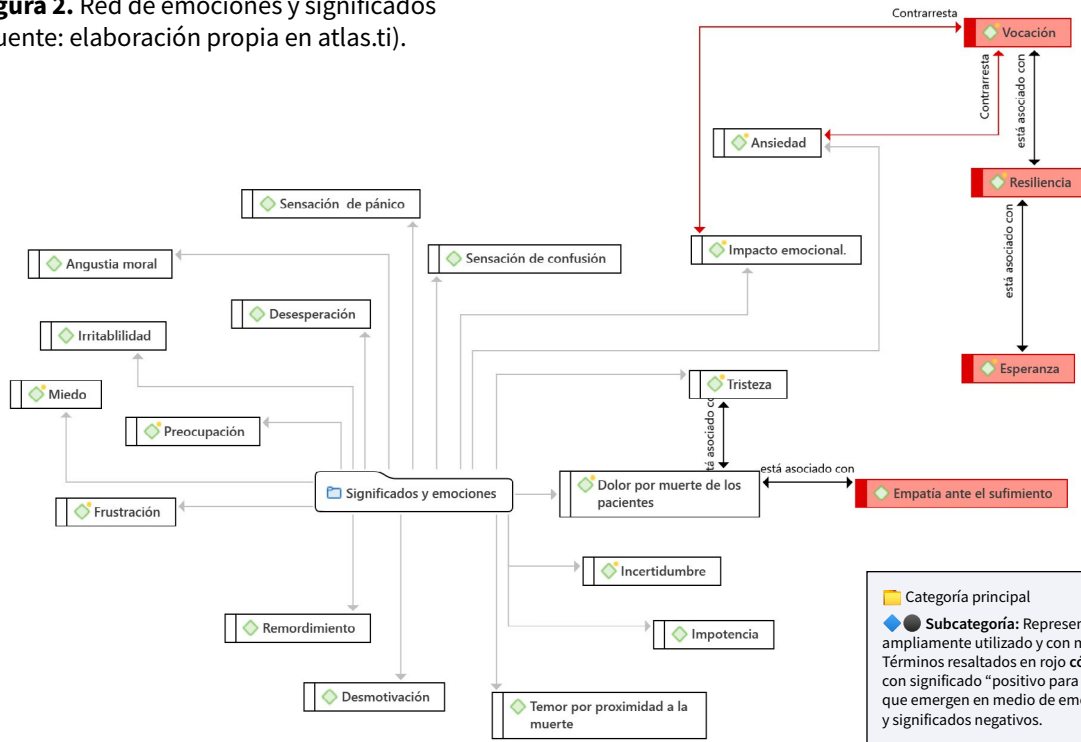 gura 2. Red de emociones y significados
uente: elaboración propia en atlas.ti).
Contrarresta
Vocación
Contrarresta
está asociado con
Ansiedad
Resiliencia
está asociado con
Sensación de pánico
Impacto emocional.
Sensación de confusión
Angustia moral
Desesperación
Irritablilidad
Esperanza
Tristeza
Miedo
Preocupación
tá asociado co
está asociado con
Dolor por muerte de los
pacientes
Significados y emociones
Empatía ante el sufimiento
Frustración
Incertidumbre
Remordimiento
Impotencia
Desmotivación
Temor por proximidad a la
muerte
Categoría principal
Subcategoría: Represen
ampliamente utilizado y con n
Términos resaltados en rojo có
con significado “positivo para
que emergen en medio de emo
y significados negativos.